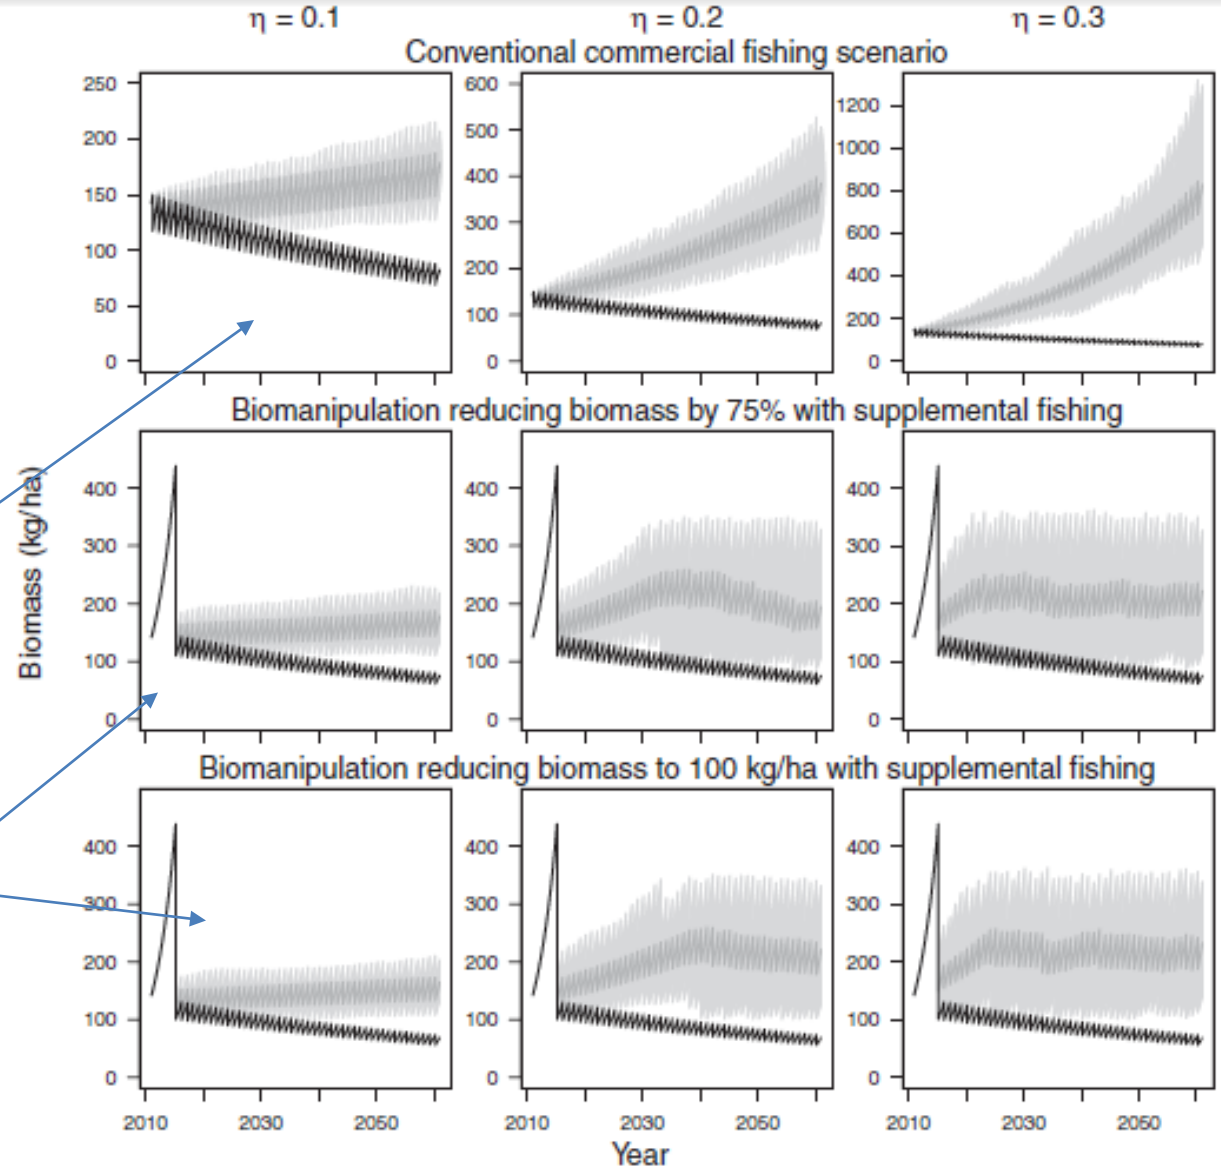 η = 0.1 η = 0.2 η = 0.3
Conventional commercial fishing scenario
250 600
200 500 1200
150 400 1000
100 300 800
50 200 600
0 100 400
0 200
0
Biomanipulation reducing biomass by 75% with supplemental fishing
400 400 400
300 300 300
200 200 200
100 100 100
0 0 0
Biomass (kg/ha)
Biomanipulation reducing biomass to 100 kg/ha with supplemental fishing
400 400 400
300 300 300
200 200 200
100 100 100
0 0 0
2010 2030 2050 2010 2030 2050 2010 2030 2050
Year